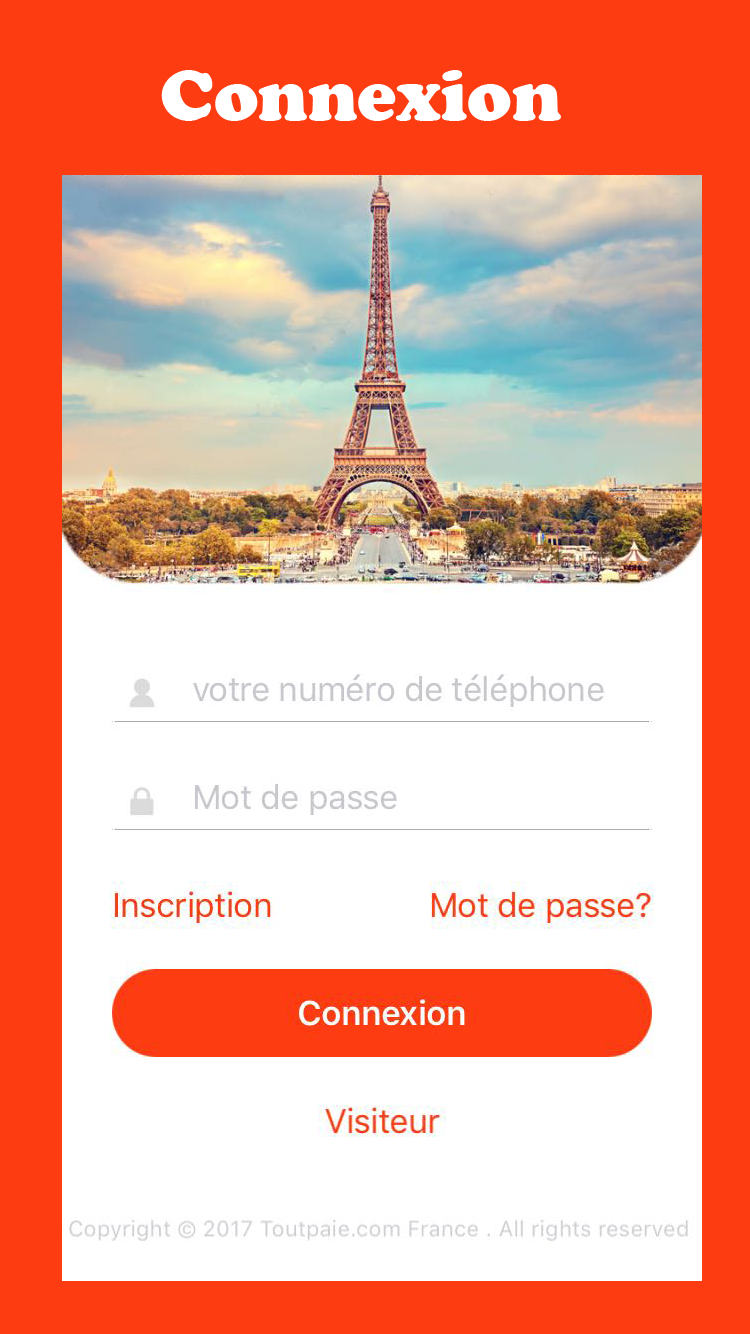 Connexion
votre numéro de téléphone
Mot de passe
Inscription
Mot de passe?
Connexion
Visiteur
Copyright © 2017 Toutpaie.com France . All rights reserved